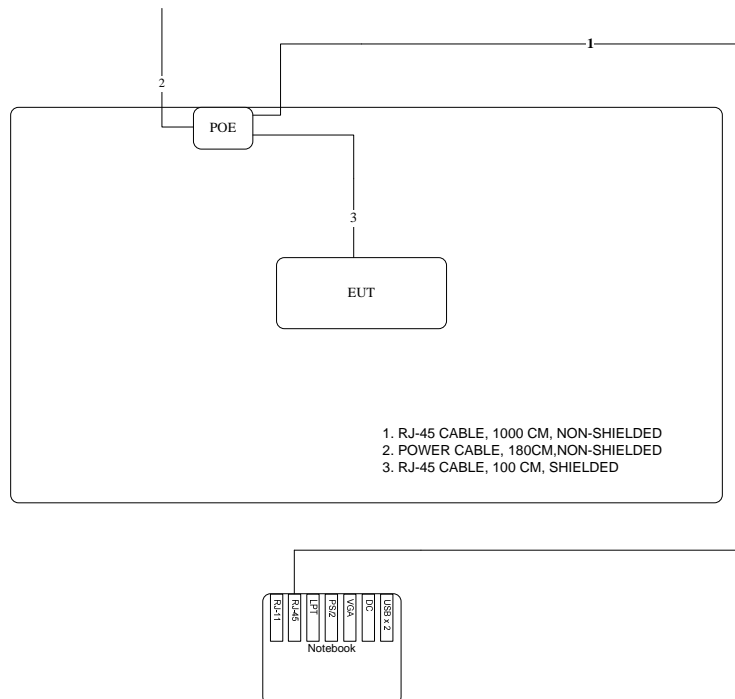 1
2
POE
3
EUT
1. RJ-45 CABLE, 1000 CM, NON-SHIELDED
2. POWER CABLE, 180CM,NON-SHIELDED
3. RJ-45 CABLE, 100 CM, SHIELDED
RJ-11
RJ-45
LPT
PS/2
VGA
DC
USB x 2
Notebook